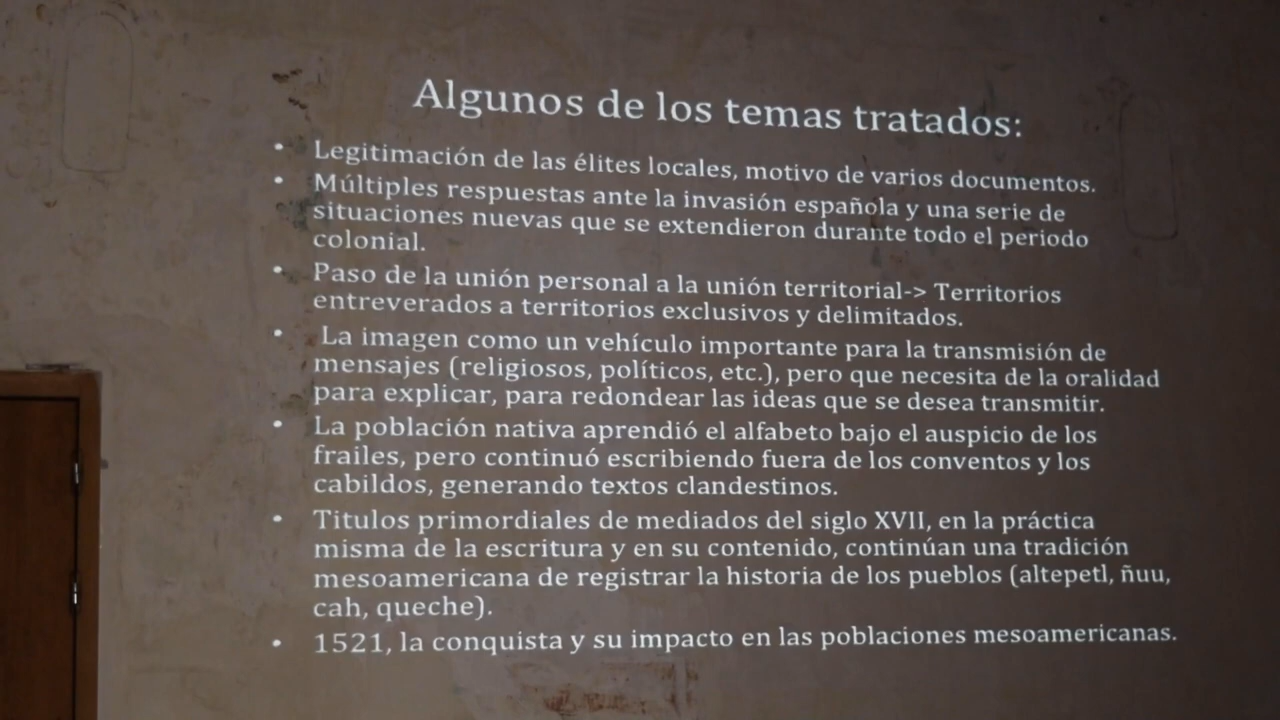 Algunos de los temas tratados:
• Legitimación de las élites locales, motivo de varios documentos.
• Múltiples respuestas ante la invasión española y una serie de
situaciones nuevas que se extendieron durante todo el periodo
colonial.
• Paso de la unión personal a la unión territorial-> Territorios
entreverados a territorios exclusivos y delimitados.
• La imagen como un vehículo importante para la transmisión de
mensajes (religiosos, políticos, etc.), pero que necesita de la oralidad
para explicar, para redondear las ideas que se desea transmitir.
• La población nativa aprendió el alfabeto bajo el auspicio de los
frailes, pero continuó escribiendo fuera de los conventos y los
cabildos, generando textos clandestinos.
• Titulos primordiales de mediados del siglo XVII, en la práctica
misma de la escritura y en su contenido, continúan una tradición
mesoamericana de registrar la historia de los pueblos (altepetl, ñuu,
cah, queche).
• 1521, la conquista y su impacto en las poblaciones mesoamericanas.